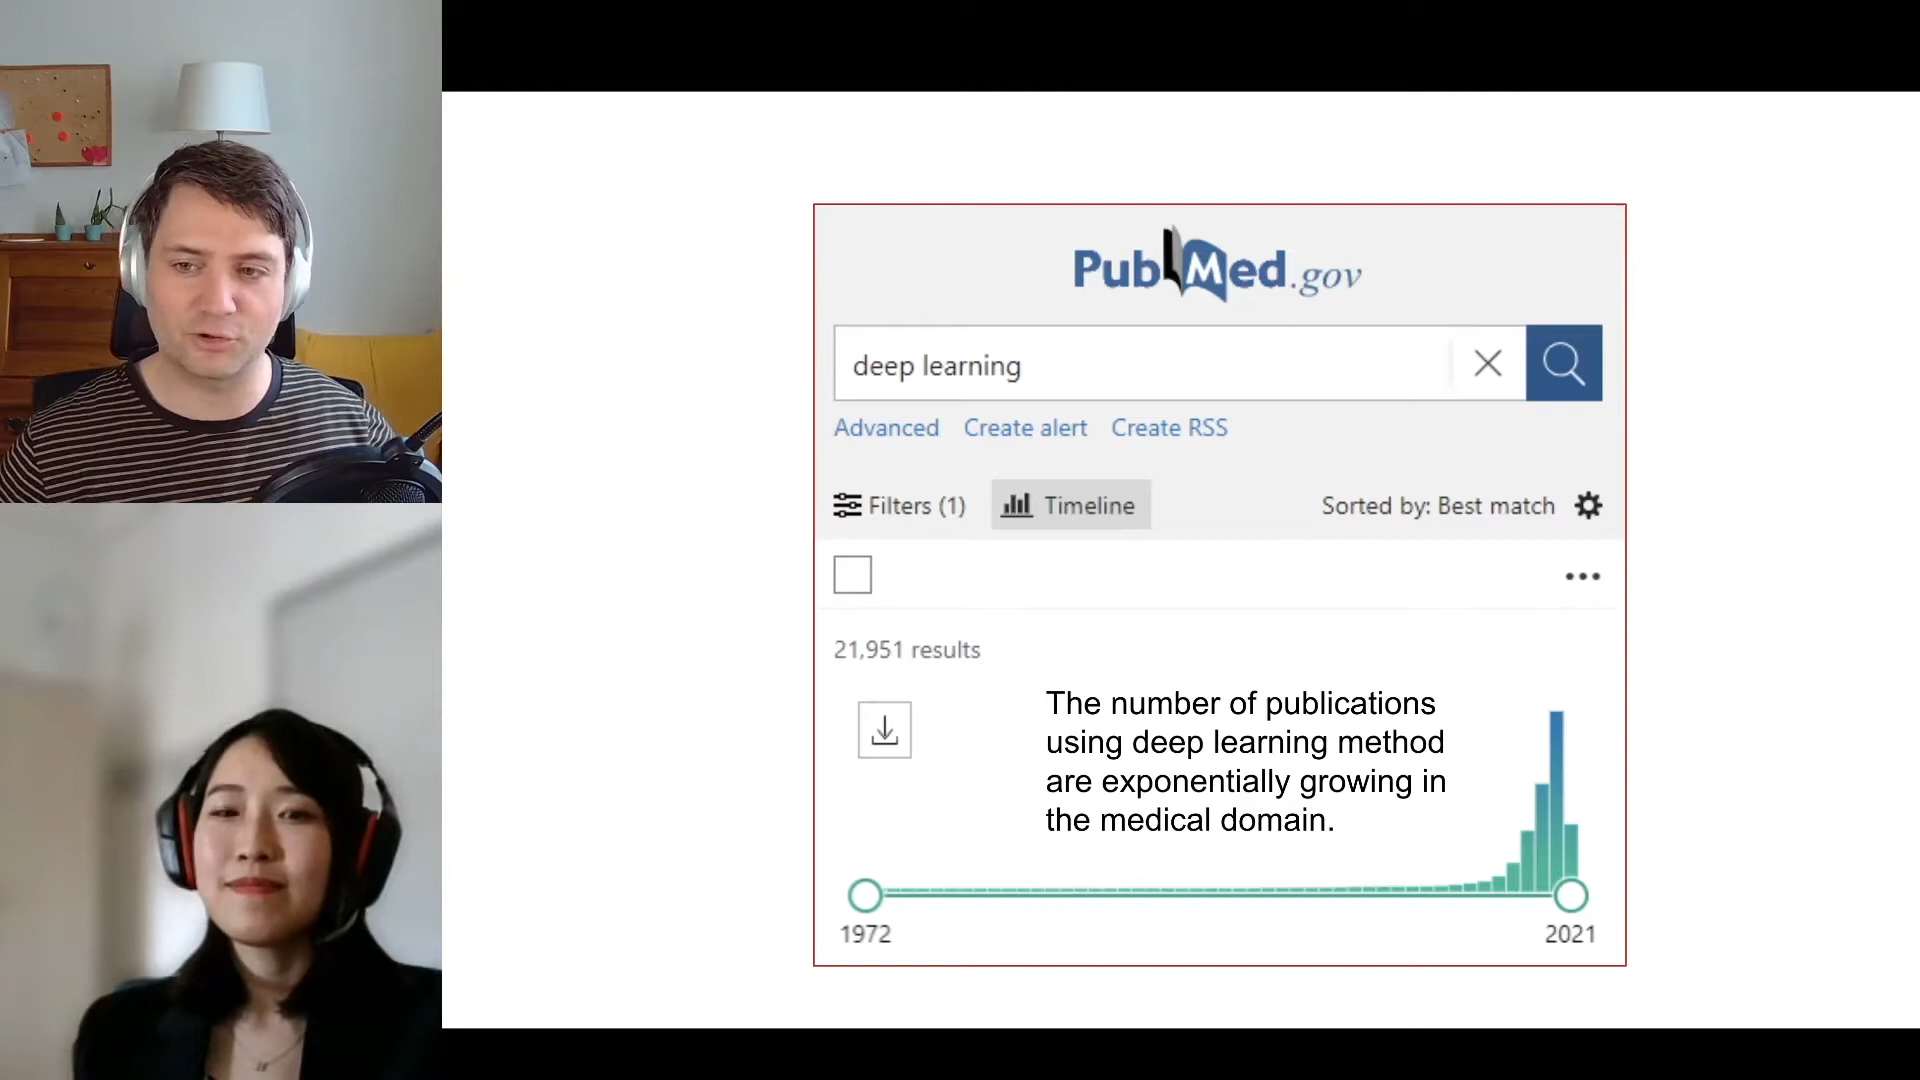 PubMed.gov
deep learning
Advanced Create alert Create RSS
Filters (1) Timeline Sorted by: Best match
21,951 results
The number of publications
using deep learning method
are exponentially growing in
the medical domain.
1972 2021